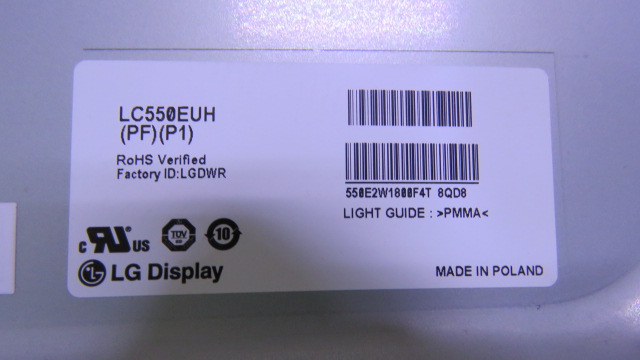 LC550EUH
(PF)(P1)
RoHS Verified
Factory ID:LGDWR
550E2W1800F4T 8QD8
LIGHT GUIDE : >PMMA<
c RU US
TÜV
10
LG Display
MADE IN POLAND